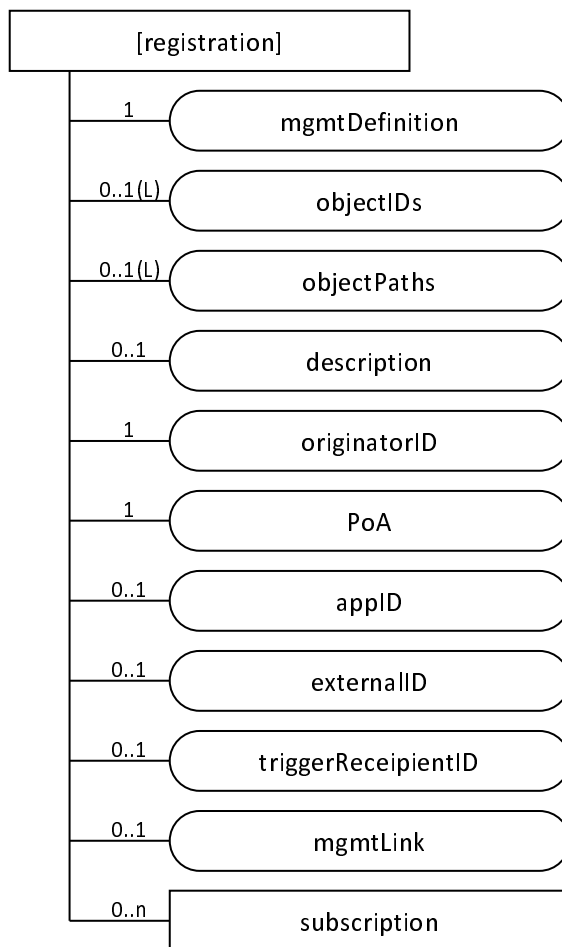 [registration]
1
mgmtDefinition
0..1(L)
objectIDs
0..1(L)
objectPaths
0..1
description
1
originatorID
1
PoA
0..1
appID
0..1
externalID
0..1
triggerReceipientID
0..1
mgmtLink
0..n
subscription